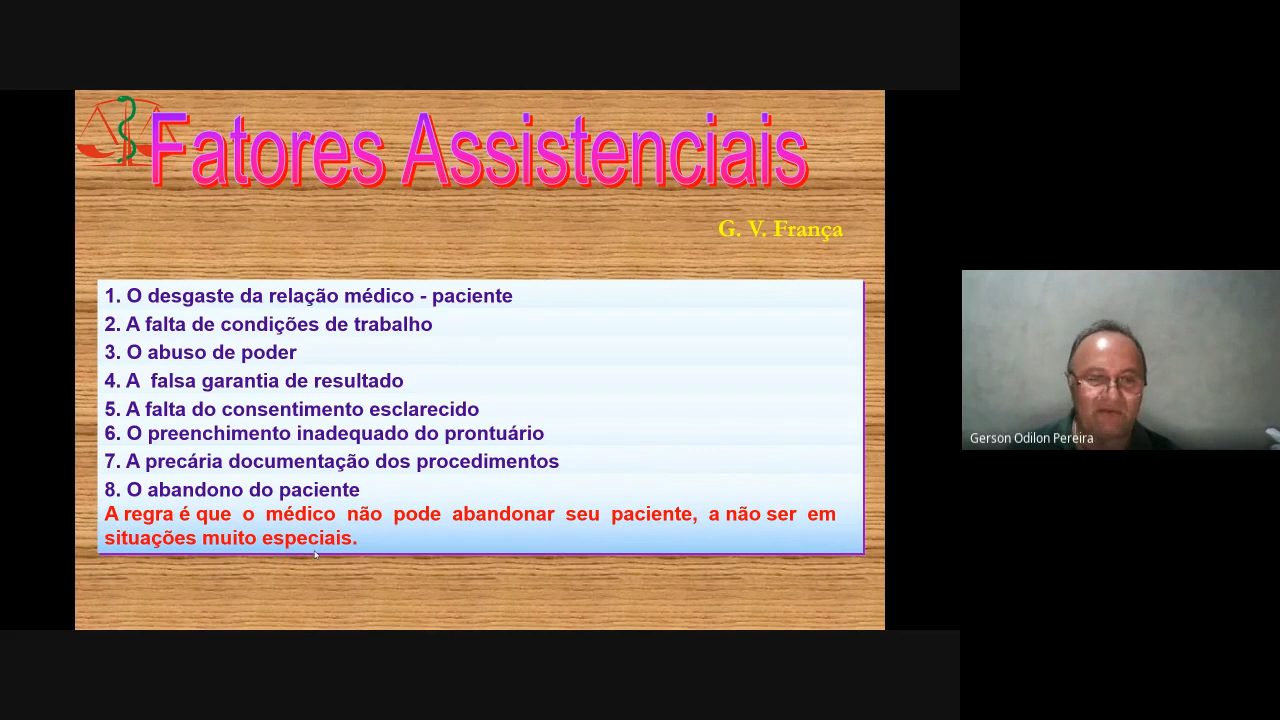 Fatores Assistenciais
G. V. França
1. O desgaste da relação médico - paciente
2. A falta de condições de trabalho
3. O abuso de poder
4. A falsa garantia de resultado
5. A falta do consentimento esclarecido
6. O preenchimento inadequado do prontuário
7. A precária documentação dos procedimentos
8. O abandono do paciente
A regra é que o médico não pode abandonar seu paciente, a não ser em
situações muito especiais.
Gerson Odilon Pereira